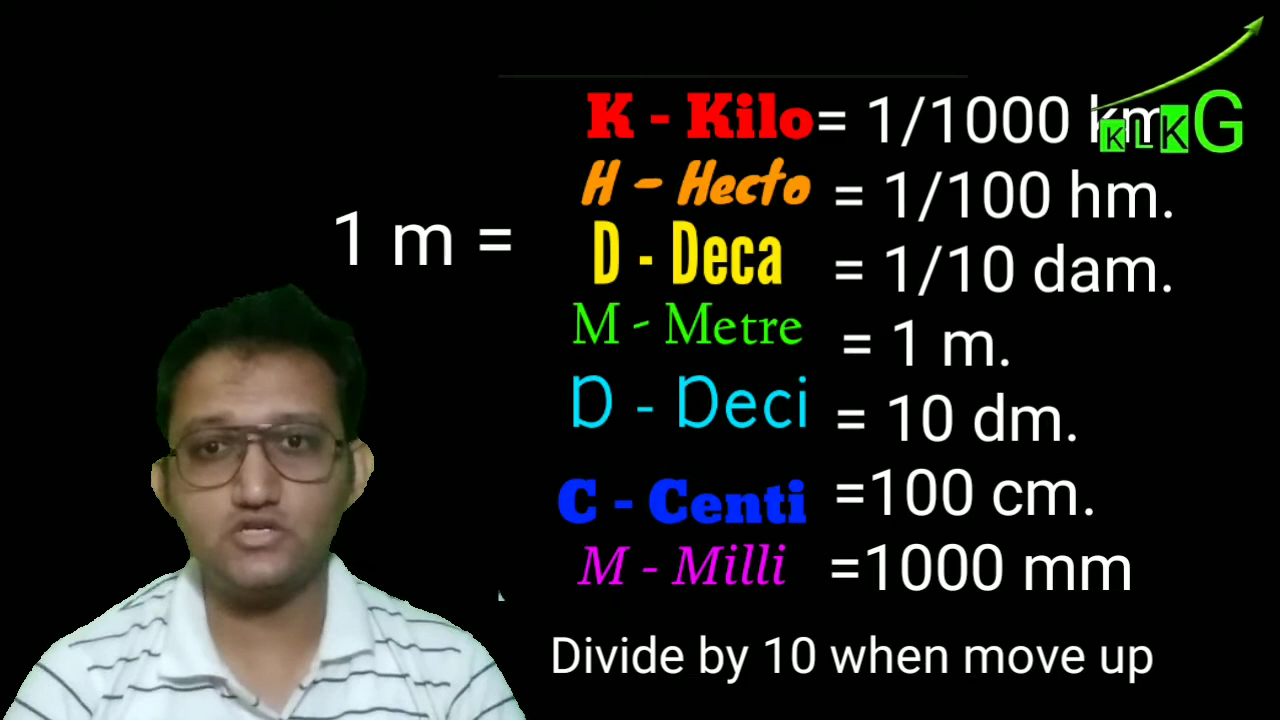 K - Kilo = 1/1000 km
KLKG
H - Hecto = 1/100 hm.
1 m =
D - Deca = 1/10 dam.
M - Metre = 1 m.
D - Deci = 10 dm.
C - Centi =100 cm.
M - Milli =1000 mm
Divide by 10 when move up